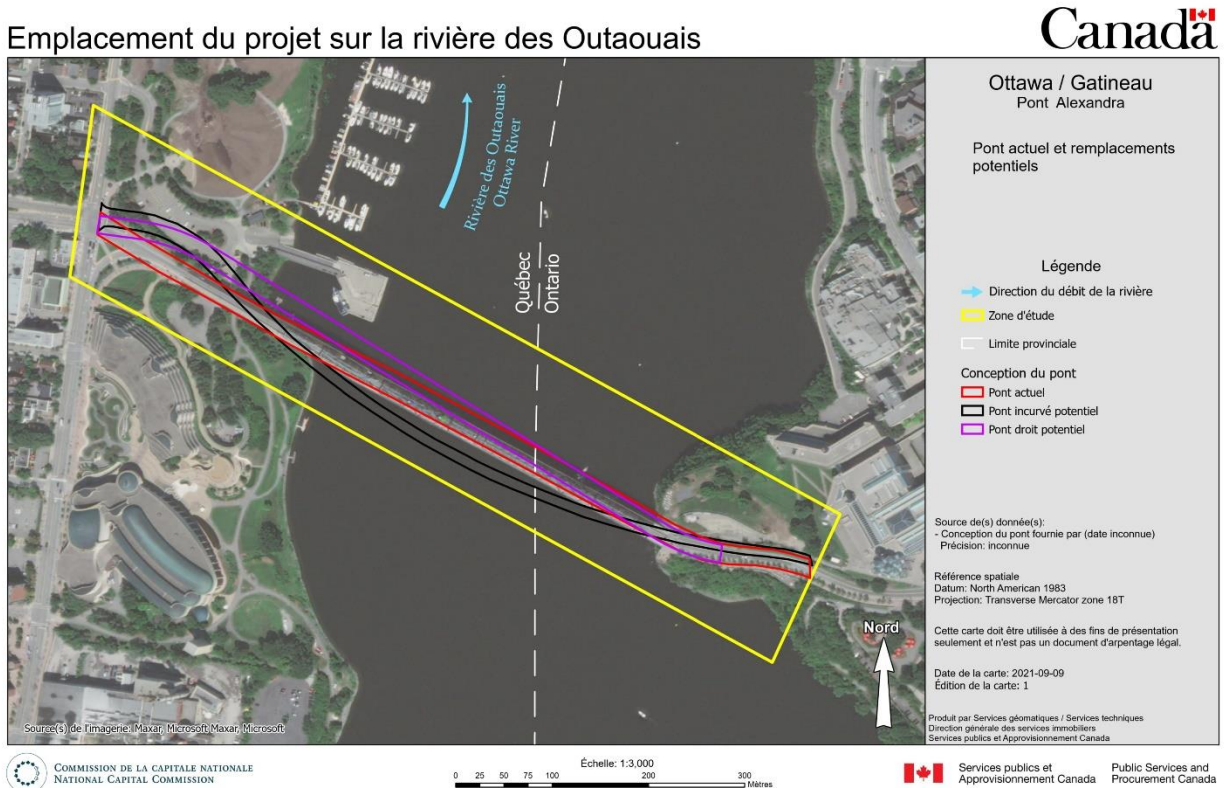 Emplacement du projet sur la rivière des Outaouais
Canada
Rivière des Outaouais .
Ottawa River
Québec
Ontario
Nord
Source(s) de l'imagerie: Maxar, Microsoft Maxar, Microsoft
Ottawa / Gatineau
Pont Alexandra
Pont actuel et remplacements
potentiels
Légende
Direction du débit de la rivière
Zone d'étude
Limite provinciale
Conception du pont
Pont actuel
Pont incurvé potentiel
Pont droit potentiel
Source de(s) donnée(s):
- Conception du pont fournie par (date inconnue)
Précision: inconnue
Référence spatiale
Datum: North American 1983
Projection: Transverse Mercator zone 18T
Cette carte doit être utilisée à des fins de présentation
seulement et n'est pas un document d'arpentage légal.
Date de la carte: 2021-09-09
Édition de la carte: 1
Produit par Services géomatiques / Services techniques
Direction générale des services immobiliers
Services publics et Approvisionnement Canada
COMMISSION DE LA CAPITALE NATIONALE
NATIONAL CAPITAL COMMISSION
Échelle: 1:3,000
0 25 50 75 100 200 300
Mètres
Services publics et
Approvisionnement Canada
Public Services and
Procurement Canada